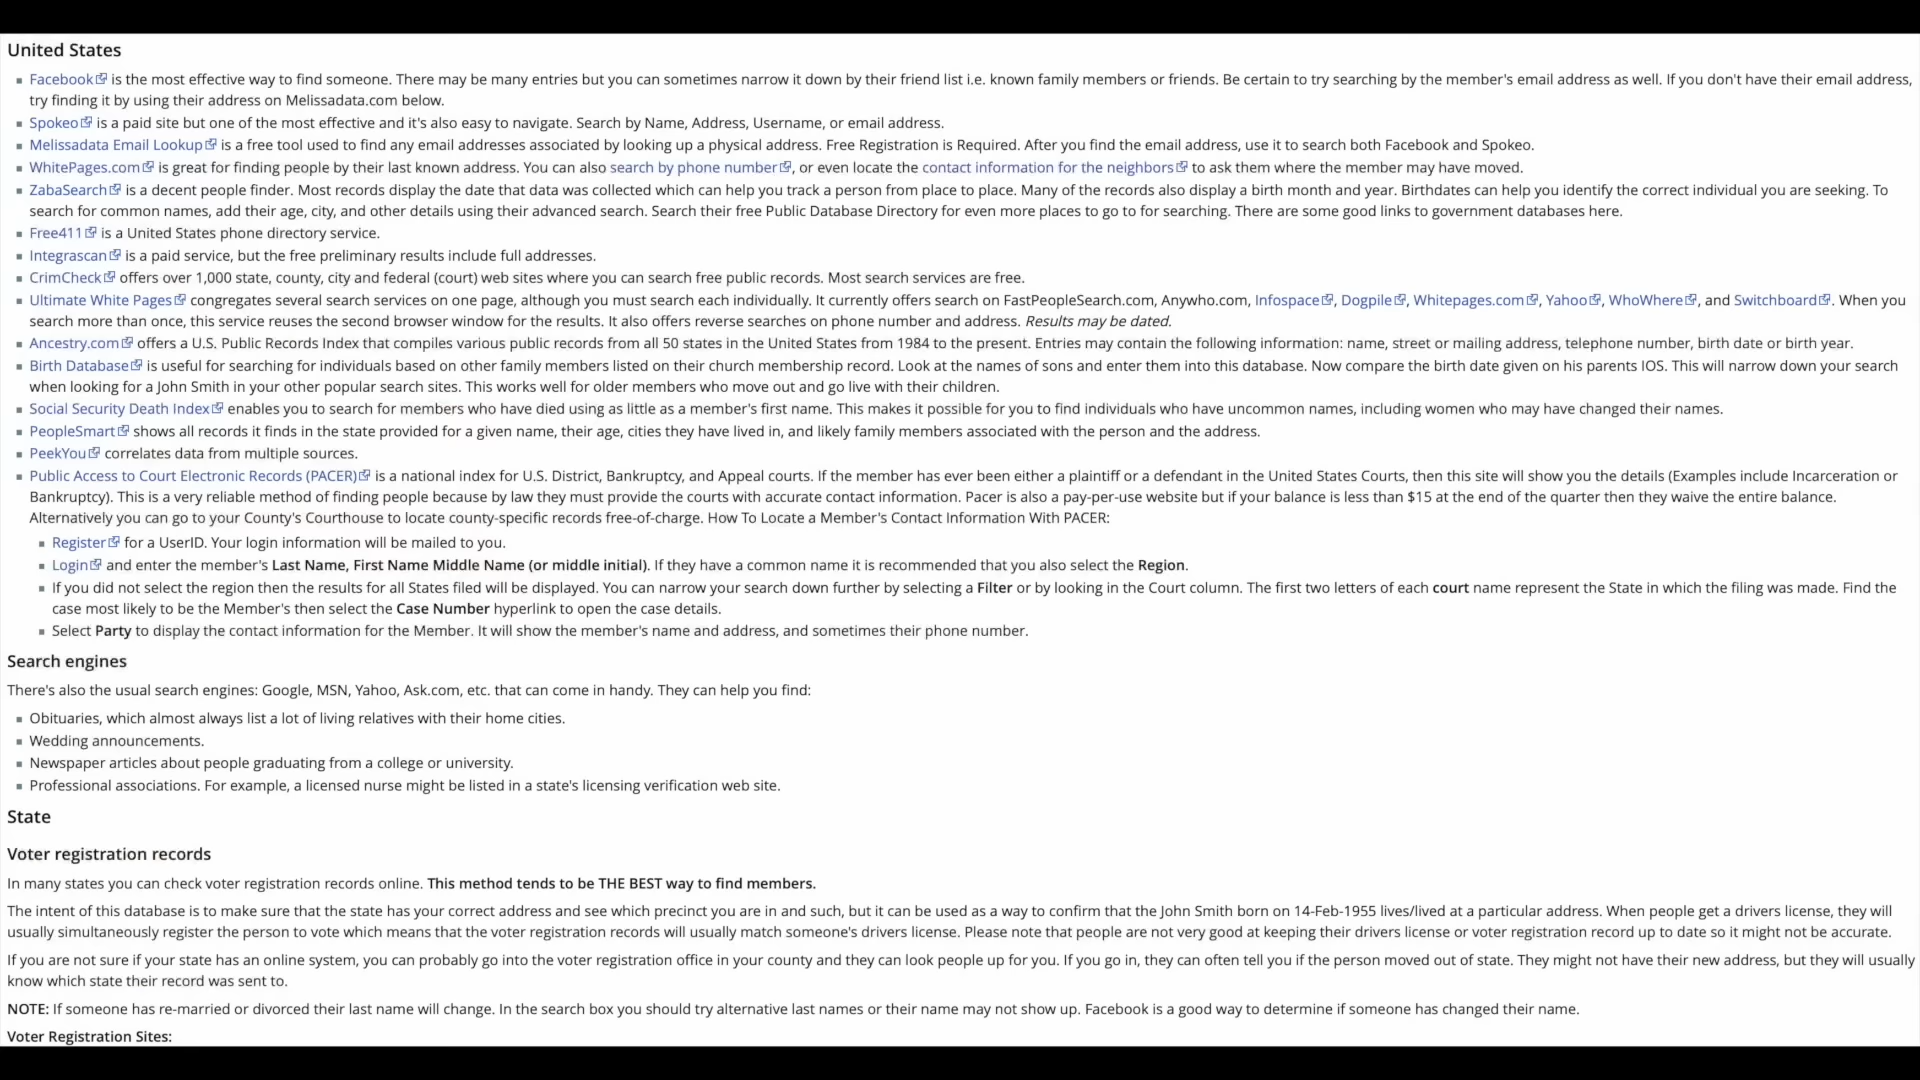 United States
Facebook is the most effective way to find someone. There may be many entries but you can sometimes narrow it down by their friend list i.e. known family members or friends. Be certain to try searching by the member's email address as well. If you don't have their email address,
try finding it by using their address on Melissadata.com below.
Spokeo is a paid site but one of the most effective and it's also easy to navigate. Search by Name, Address, Username, or email address.
Melissadata Email Lookup is a free tool used to find any email addresses associated by looking up a physical address. Free Registration is Required. After you find the email address, use it to search both Facebook and Spokeo.
WhitePages.com is great for finding people by their last known address. You can also search by phone number, or even locate the contact information for the neighbors to ask them where the member may have moved.
ZabaSearch is a decent people finder. Most records display the date that data was collected which can help you track a person from place to place. Many of the records also display a birth month and year. Birthdates can help you identify the correct individual you are seeking. To
search for common names, add their age, city, and other details using their advanced search. Search their free Public Database Directory for even more places to go to for searching. There are some good links to government databases here.
Free411 is a United States phone directory service.
Integrascan is a paid service, but the free preliminary results include full addresses.
CrimCheck offers over 1,000 state, county, city and federal (court) web sites where you can search free public records. Most search services are free.
Ultimate White Pages congregates several search services on one page, although you must search each individually. It currently offers search on FastPeopleSearch.com, Anywho.com, Infospace, Dogpile, Whitepages.com, Yahoo, WhoWhere, and Switchboard. When you
search more than once, this service reuses the second browser window for the results. It also offers reverse searches on phone number and address. Results may be dated.
Ancestry.com offers a U.S. Public Records Index that compiles various public records from all 50 states in the United States from 1984 to the present. Entries may contain the following information: name, street or mailing address, telephone number, birth date or birth year.
Birth Database is useful for searching for individuals based on other family members listed on their church membership record. Look at the names of sons and enter them into this database. Now compare the birth date given on his parents IOS. This will narrow down your search
when looking for a John Smith in your other popular search sites. This works well for older members who move out and go live with their children.
Social Security Death Index enables you to search for members who have died using as little as a member's first name. This makes it possible for you to find individuals who have uncommon names, including women who may have changed their names.
PeopleSmart shows all records it finds in the state provided for a given name, their age, cities they have lived in, and likely family members associated with the person and the address.
PeekYou correlates data from multiple sources.
Public Access to Court Electronic Records (PACER) is a national index for U.S. District, Bankruptcy, and Appeal courts. If the member has ever been either a plaintiff or a defendant in the United States Courts, then this site will show you the details (Examples include Incarceration or
Bankruptcy). This is a very reliable method of finding people because by law they must provide the courts with accurate contact information. Pacer is also a pay-per-use website but if your balance is less than $15 at the end of the quarter then they waive the entire balance.
Alternatively you can go to your County's Courthouse to locate county-specific records free-of-charge. How To Locate a Member's Contact Information With PACER:
Register for a UserID. Your login information will be mailed to you.
Login and enter the member's Last Name, First Name Middle Name (or middle initial). If they have a common name it is recommended that you also select the Region.
If you did not select the region then the results for all States filed will be displayed. You can narrow your search down further by selecting a Filter or by looking in the Court column. The first two letters of each court name represent the State in which the filing was made. Find the
case most likely to be the Member's then select the Case Number hyperlink to open the case details.
Select Party to display the contact information for the Member. It will show the member's name and address, and sometimes their phone number.
Search engines
There's also the usual search engines: Google, MSN, Yahoo, Ask.com, etc. that can come in handy. They can help you find:
Obituaries, which almost always list a lot of living relatives with their home cities.
Wedding announcements.
Newspaper articles about people graduating from a college or university.
Professional associations. For example, a licensed nurse might be listed in a state's licensing verification web site.
State
Voter registration records
In many states you can check voter registration records online. This method tends to be THE BEST way to find members.
The intent of this database is to make sure that the state has your correct address and see which precinct you are in and such, but it can be used as a way to confirm that the John Smith born on 14-Feb-1955 lives/lived at a particular address. When people get a drivers license, they will
usually simultaneously register the person to vote which means that the voter registration records will usually match someone's drivers license. Please note that people are not very good at keeping their drivers license or voter registration record up to date so it might not be accurate.
If you are not sure if your state has an online system, you can probably go into the voter registration office in your county and they can look people up for you. If you go in, they can often tell you if the person moved out of state. They might not have their new address, but they will usually
know which state their record was sent to.
NOTE: If someone has re-married or divorced their last name will change. In the search box you should try alternative last names or their name may not show up. Facebook is a good way to determine if someone has changed their name.
Voter Registration Sites: